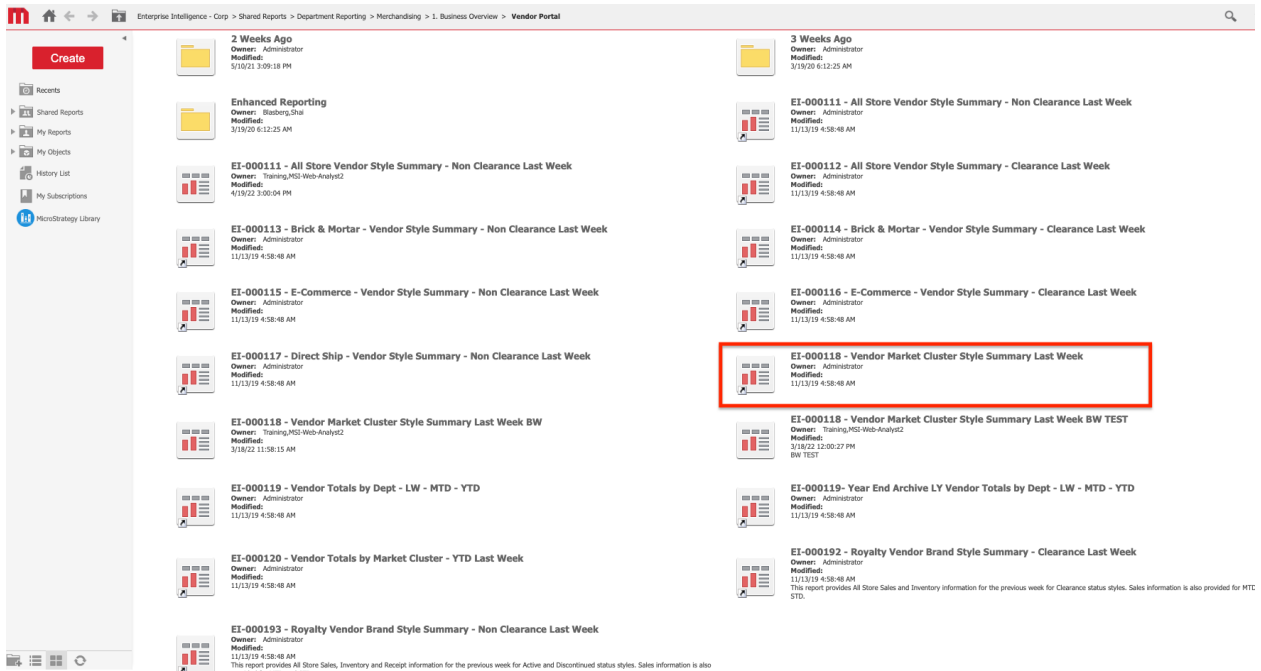 Enterprise Intelligence - Corp > Shared Reports > Department Reporting > Merchandising > 1. Business Overview > Vendor Portal
Create
Recents
Shared Reports
My Reports
My Objects
History List
My Subscriptions
MicroStrategy Library
2 Weeks Ago
Owner: Administrator
Modified:
5/10/21 3:09:18 PM
3 Weeks Ago
Owner: Administrator
Modified:
3/19/20 6:12:25 AM
Enhanced Reporting
Owner: Blasberg,Shai
Modified:
3/19/20 6:12:25 AM
EI-000111 - All Store Vendor Style Summary - Non Clearance Last Week
Owner: Administrator
Modified:
11/13/19 4:58:48 AM
EI-000111 - All Store Vendor Style Summary - Non Clearance Last Week
Owner: Training,MSI-Web-Analyst2
Modified:
4/19/22 3:00:04 PM
EI-000112 - All Store Vendor Style Summary - Clearance Last Week
Owner: Administrator
Modified:
11/13/19 4:58:48 AM
EI-000113 - Brick & Mortar - Vendor Style Summary - Non Clearance Last Week
Owner: Administrator
Modified:
11/13/19 4:58:48 AM
EI-000114 - Brick & Mortar - Vendor Style Summary - Clearance Last Week
Owner: Administrator
Modified:
11/13/19 4:58:48 AM
EI-000115 - E-Commerce - Vendor Style Summary - Non Clearance Last Week
Owner: Administrator
Modified:
11/13/19 4:58:48 AM
EI-000116 - E-Commerce - Vendor Style Summary - Clearance Last Week
Owner: Administrator
Modified:
11/13/19 4:58:48 AM
EI-000117 - Direct Ship - Vendor Style Summary - Non Clearance Last Week
Owner: Administrator
Modified:
11/13/19 4:58:48 AM
EI-000118 - Vendor Market Cluster Style Summary Last Week
Owner: Administrator
Modified:
11/13/19 4:58:48 AM
EI-000118 - Vendor Market Cluster Style Summary Last Week BW
Owner: Training,MSI-Web-Analyst2
Modified:
3/18/22 11:58:15 AM
EI-000118 - Vendor Market Cluster Style Summary Last Week BW TEST
Owner: Training,MSI-Web-Analyst2
Modified:
3/18/22 12:00:27 PM
BW TEST
EI-000119 - Vendor Totals by Dept - LW - MTD - YTD
Owner: Administrator
Modified:
11/13/19 4:58:48 AM
EI-000119- Year End Archive LY Vendor Totals by Dept - LW - MTD - YTD
Owner: Administrator
Modified:
11/13/19 4:58:48 AM
EI-000120 - Vendor Totals by Market Cluster - YTD Last Week
Owner: Administrator
Modified:
11/13/19 4:58:48 AM
EI-000192 - Royalty Vendor Brand Style Summary - Clearance Last Week
Owner: Administrator
Modified:
11/13/19 4:58:48 AM
This report provides All Store Sales and Inventory information for the previous week for Clearance status styles. Sales information is also provided for MTD
STD.
EI-000193 - Royalty Vendor Brand Style Summary - Non Clearance Last Week
Owner: Administrator
Modified:
11/13/19 4:58:48 AM
This report provides All Store Sales, Inventory and Receipt information for the previous week for Active and Discontinued status styles. Sales information is also